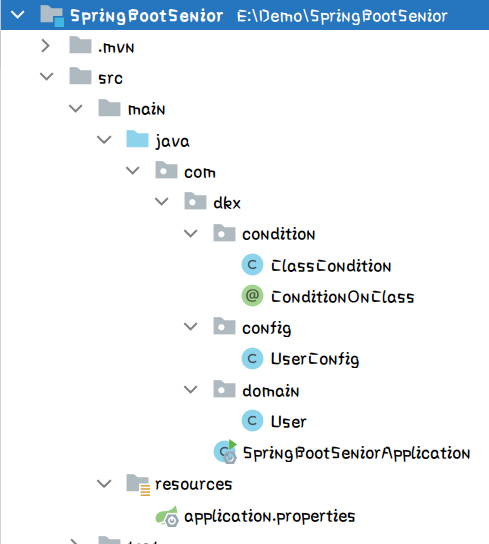 SpringBootSenior E:\Demo\SpringBootSenior
.mvn
src
main
java
com
dkx
condition
C ClassCondition
@ ConditionOnClass
config
C UserConfig
domain
C User
C SpringBootSeniorApplication
resources
application.properties